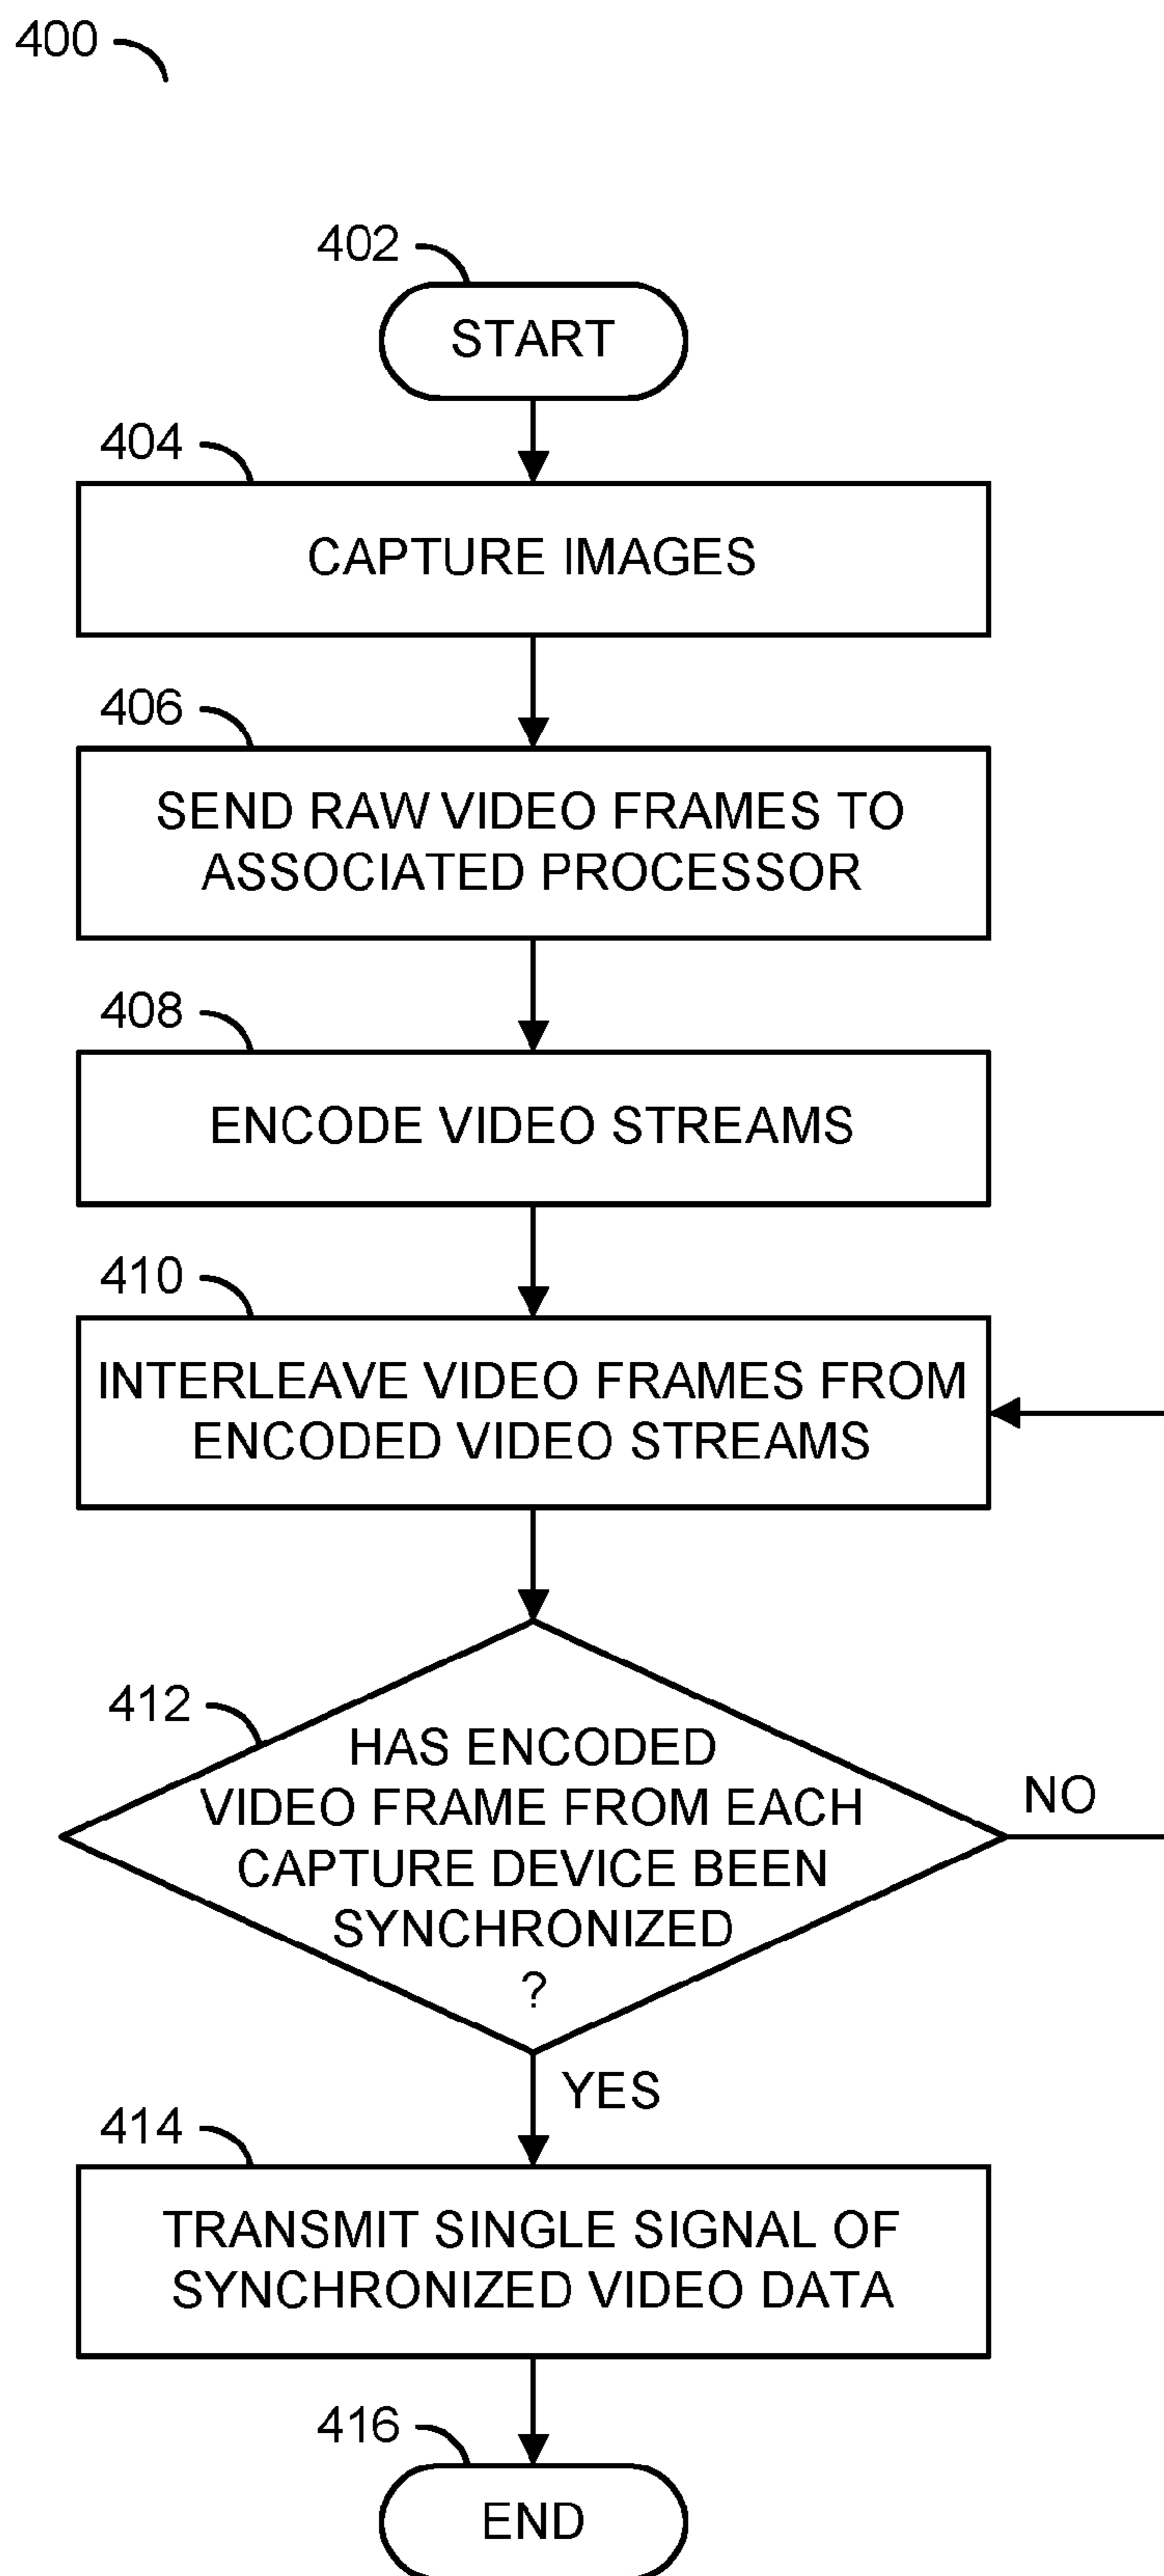 400
402
START
404
CAPTURE IMAGES
406
SEND RAW VIDEO FRAMES TO
ASSOCIATED PROCESSOR
408
ENCODE VIDEO STREAMS
410
INTERLEAVE VIDEO FRAMES FROM
ENCODED VIDEO STREAMS
412
HAS ENCODED
VIDEO FRAME FROM EACH
CAPTURE DEVICE BEEN
SYNCHRONIZED
?
NO
YES
414
TRANSMIT SINGLE SIGNAL OF
SYNCHRONIZED VIDEO DATA
416
END